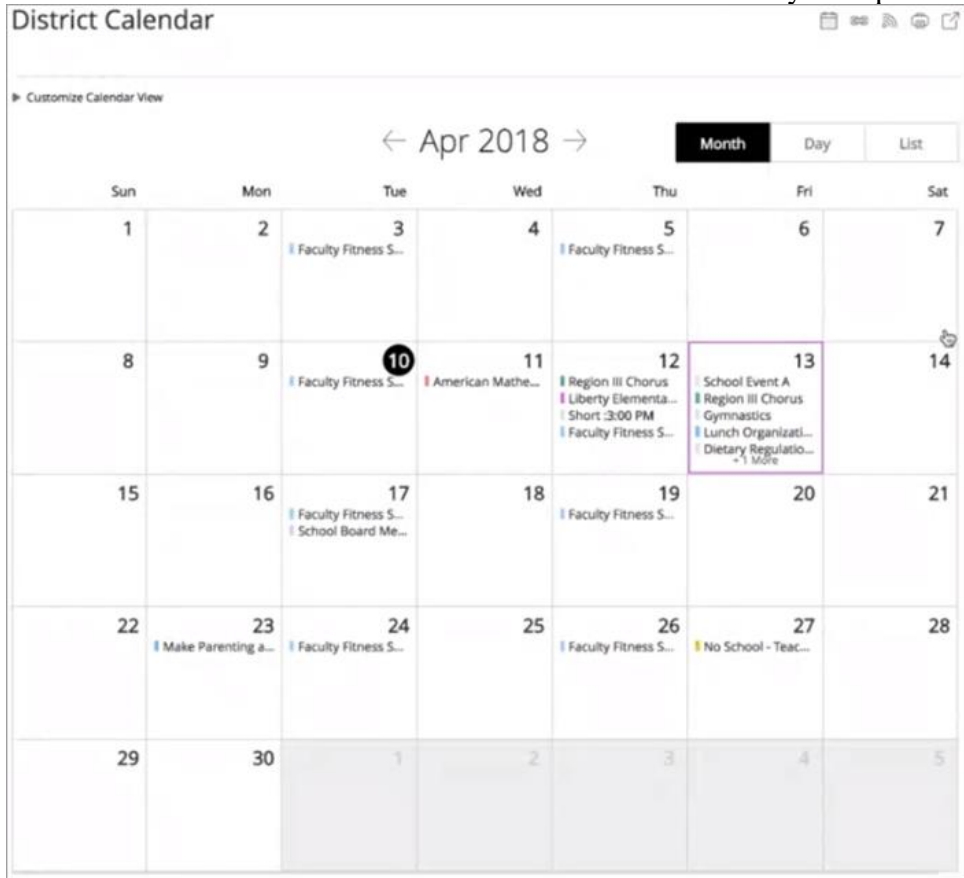 District Calendar
Customize Calendar View
← Apr 2018 →
Month Day List
Sun Mon Tue Wed Thu Fri Sat
1 2 3 4 5 6 7
Faculty Fitness S... Faculty Fitness S...
8 9 10 11 12 13 14
Faculty Fitness S... American Mathe... Region III Chorus School Event A
Liberty Elementa... Region III Chorus
Short :3:00 PM Gymnastics
Faculty Fitness S... Lunch Organizati...
Dietary Regulatio...
+ 1 More
15 16 17 18 19 20 21
Faculty Fitness S... Faculty Fitness S...
School Board Me...
22 23 24 25 26 27 28
Make Parenting a... Faculty Fitness S... Faculty Fitness S... No School - Teac...
29 30 1 2 3 4 5